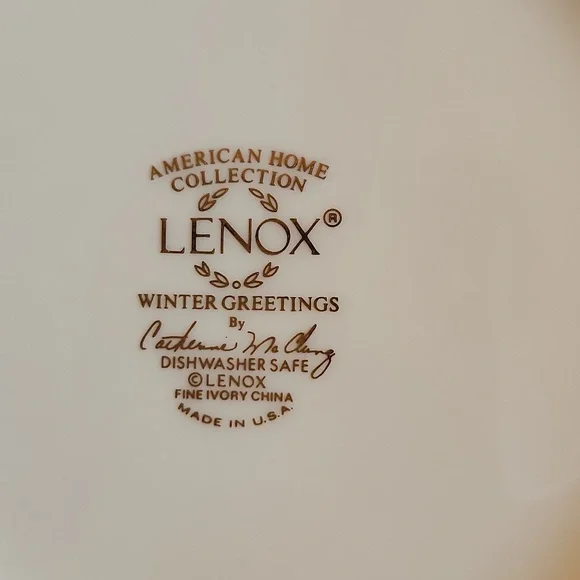 AMERICAN HOME
COLLECTION
LENOX®
WINTER GREETINGS
By
Catherine McClung
DISHWASHER SAFE
©LENOX
FINE IVORY CHINA
MADE IN U.S.A.